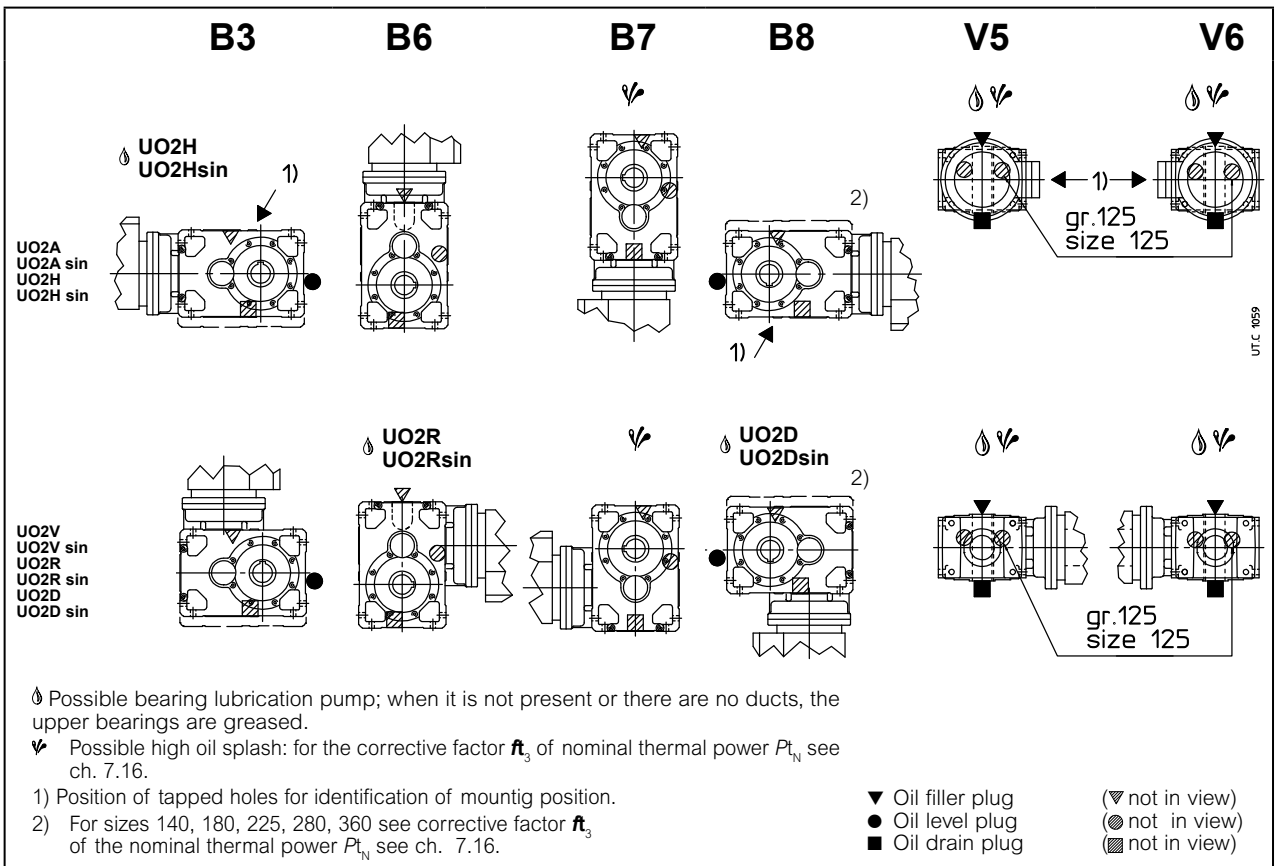 B3 B6 B7 B8 V5 V6
UO2H
UO2Hsin
1)
2)
1)
gr.125
size 125
UO2A
UO2A sin
UO2H
UO2H sin
1)
UT.C 1059
UO2R
UO2Rsin
UO2D
UO2Dsin
2)
UO2V
UO2V sin
UO2R
UO2R sin
UO2D
UO2D sin
gr.125
size 125
Possible bearing lubrication pump; when it is not present or there are no ducts, the
upper bearings are greased.
Possible high oil splash: for the corrective factor ft3 of nominal thermal power PtN see
ch. 7.16.
1) Position of tapped holes for identification of mountig position.
2) For sizes 140, 180, 225, 280, 360 see corrective factor ft3
of the nominal thermal power PtN see ch. 7.16.
▼ Oil filler plug (not in view)
● Oil level plug (not in view)
■ Oil drain plug (not in view)